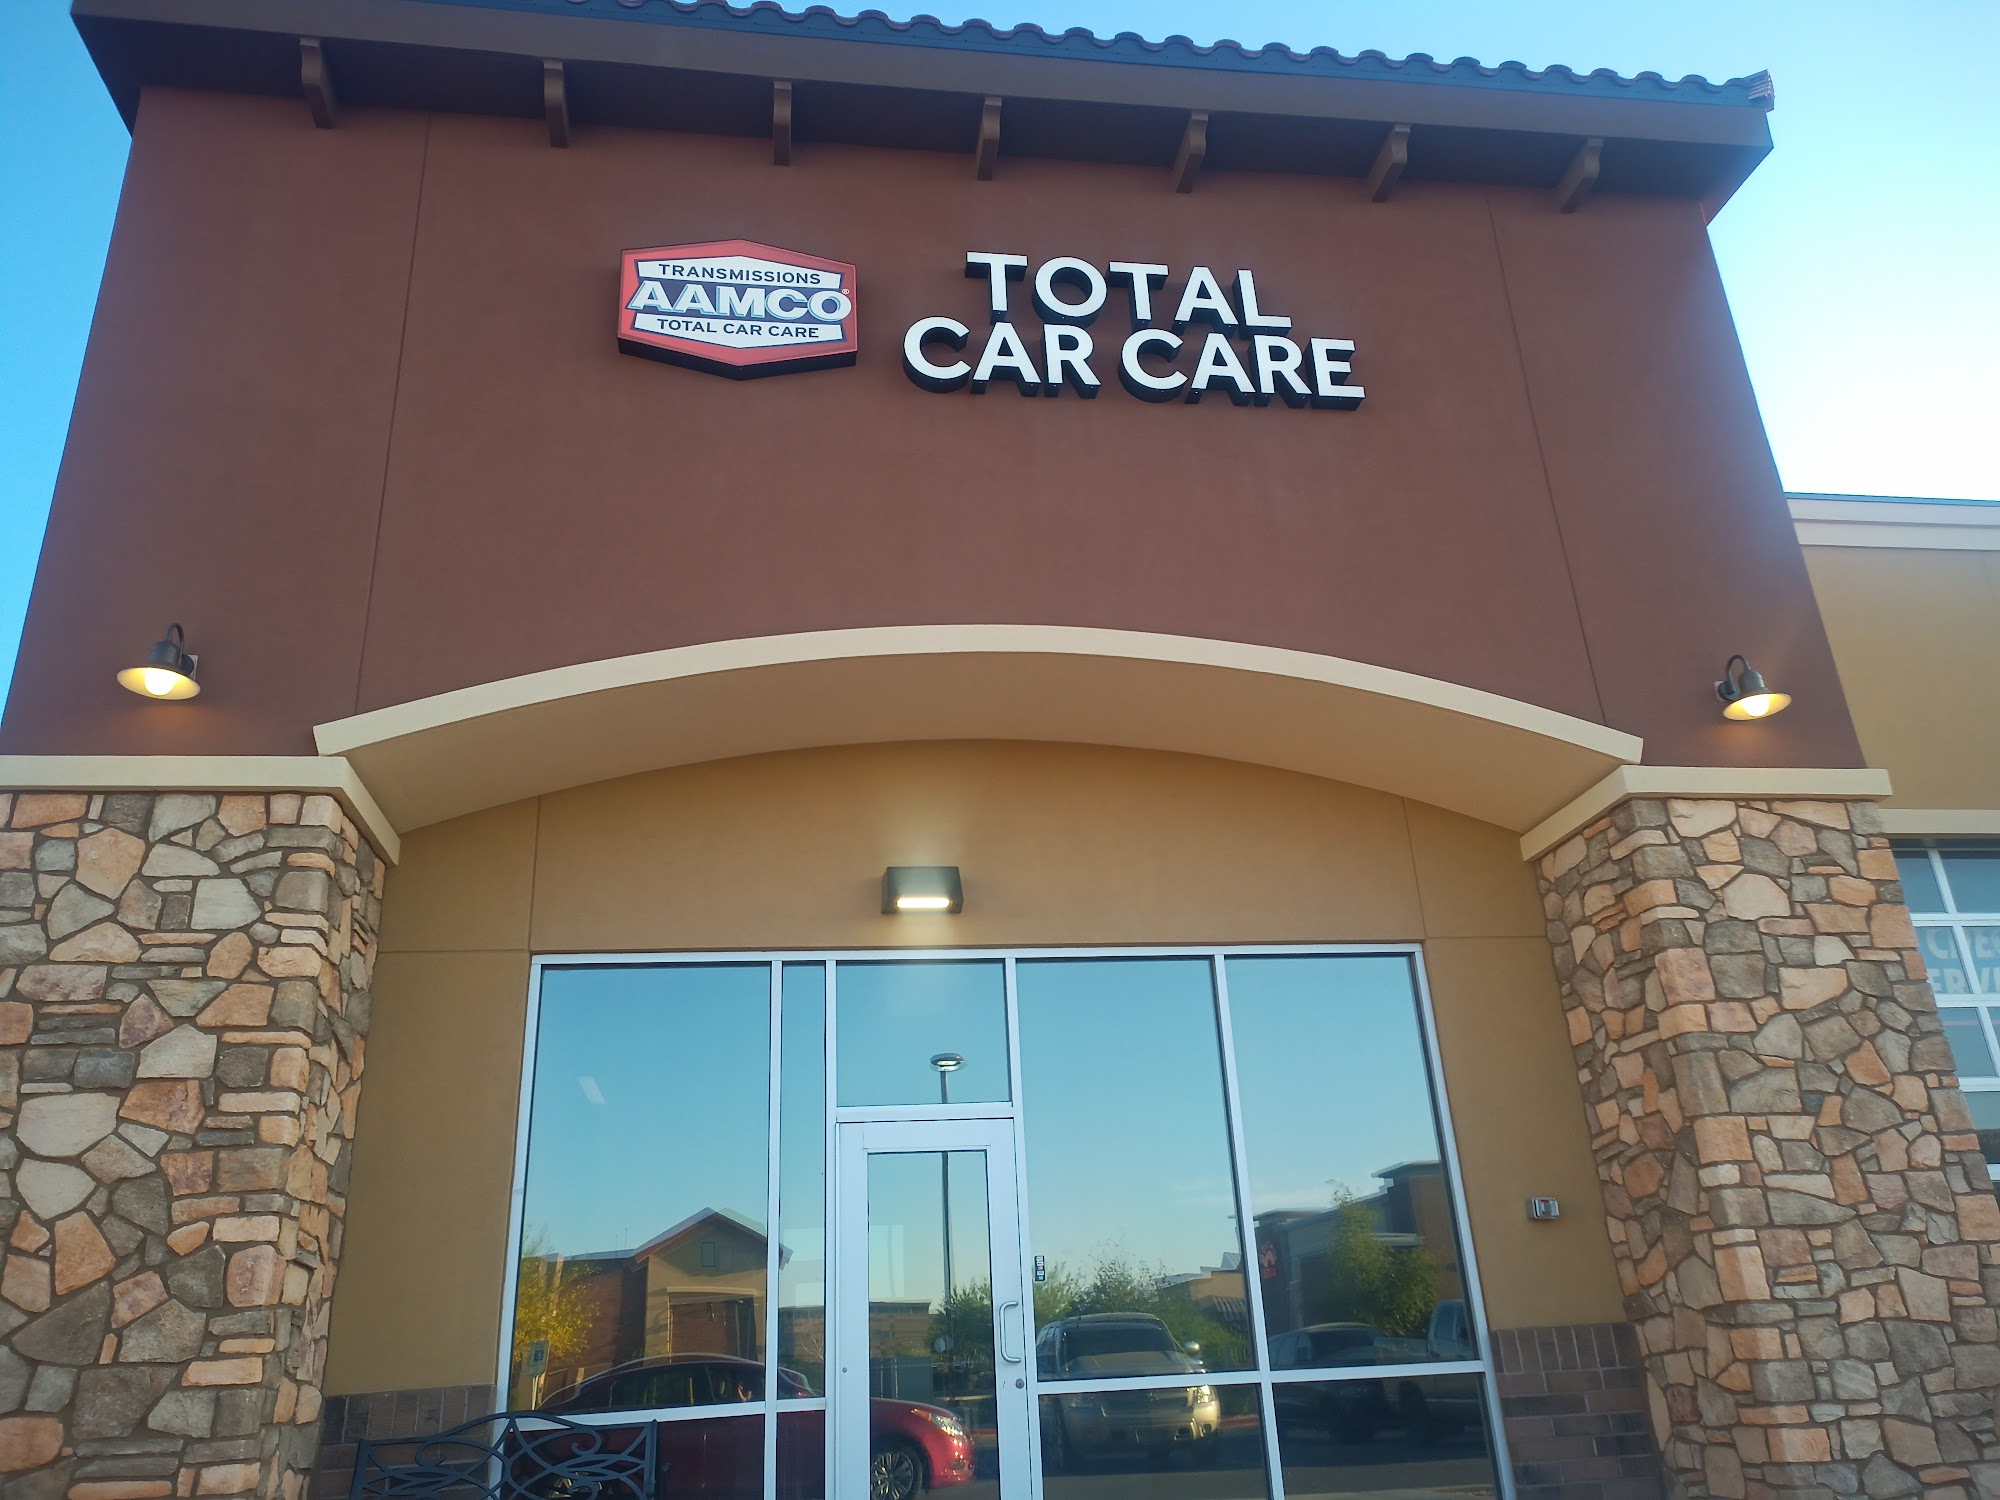 TRANSMISSIONS
AAMCO®
TOTAL CAR CARE
TOTAL
CAR CARE